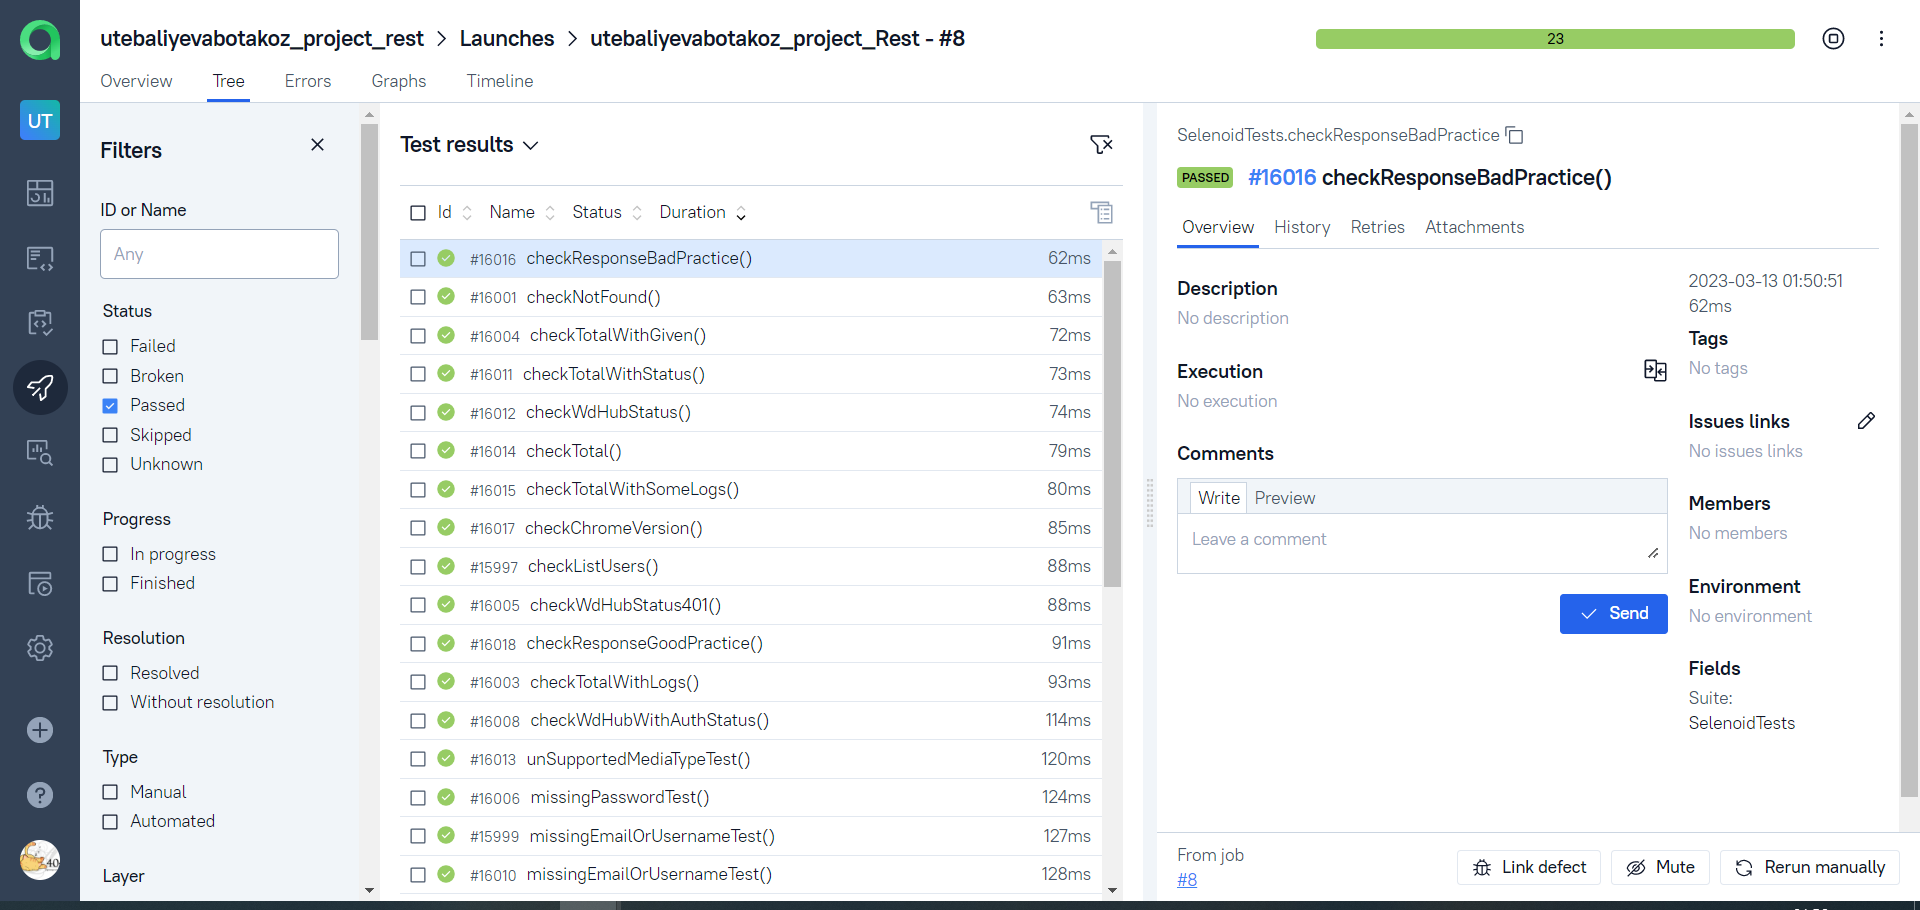 utebaliyevabotakoz_project_rest > Launches > utebaliyevabotakoz_project_Rest - #8
23
Overview Tree Errors Graphs Timeline
UT
Filters
ID or Name
Any
Status
Failed
Broken
Passed
Skipped
Unknown
Progress
In progress
Finished
Resolution
Resolved
Without resolution
Type
Manual
Automated
Layer
Test results
Id Name Status Duration
#16016 checkResponseBadPractice() 62ms
#16001 checkNotFound() 63ms
#16004 checkTotalWithGiven() 72ms
#16011 checkTotalWithStatus() 73ms
#16012 checkWdHubStatus() 74ms
#16014 checkTotal() 79ms
#16015 checkTotalWithSomeLogs() 80ms
#16017 checkChromeVersion() 85ms
#15997 checkListUsers() 88ms
#16005 checkWdHubStatus401() 88ms
#16018 checkResponseGoodPractice() 91ms
#16003 checkTotalWithLogs() 93ms
#16008 checkWdHubWithAuthStatus() 114ms
#16013 unSupportedMediaTypeTest() 120ms
#16006 missingPasswordTest() 124ms
#15999 missingEmailOrUsernameTest() 127ms
#16010 missingEmailOrUsernameTest() 128ms
SelenoidTests.checkResponseBadPractice
PASSED #16016 checkResponseBadPractice()
Overview History Retries Attachments
Description
No description
Execution
No execution
Comments
Write Preview
Leave a comment
Send
2023-03-13 01:50:51
62ms
Tags
No tags
Issues links
No issues links
Members
No members
Environment
No environment
Fields
Suite:
SelenoidTests
From job
#8
Link defect Mute Rerun manually
40